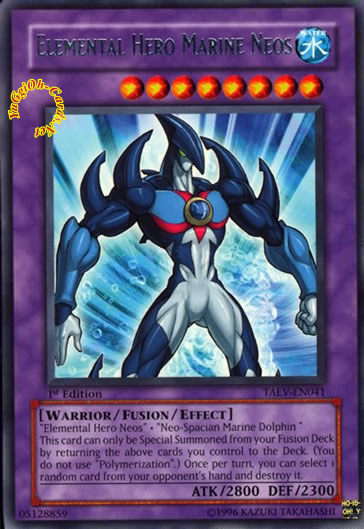 Elemental Hero Marine Neos
WATER
水
YuGiOh-Cards.net
1st Edition
TAEV-EN041
[Warrior/Fusion/Effect]
"Elemental Hero Neos" + "Neo-Spacian Marine Dolphin "
This card can only be Special Summoned from your Fusion Deck
by returning the above cards you control to the Deck. (You
do not use "Polymerization".) Once per turn, you can select 1
random card from your opponent's hand and destroy it.
ATK/2800 DEF/2300
05128859
©1996 KAZUKI TAKAHASHI